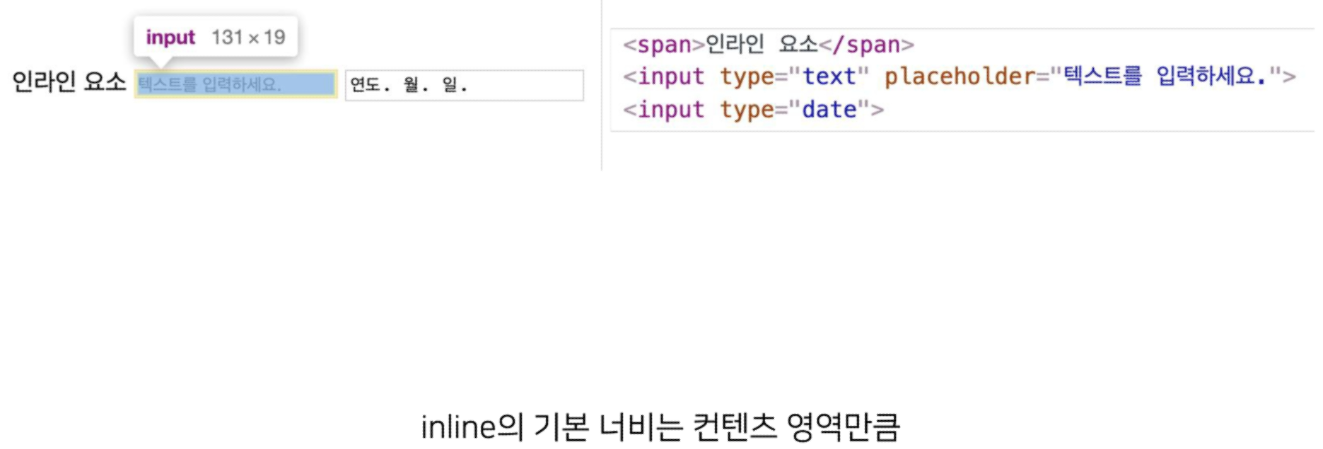 input 131 × 19
인라인 요소 텍스트를 입력하세요. 연도. 월. 일.
<span>인라인 요소</span>
<input type="text" placeholder="텍스트를 입력하세요.">
<input type="date">
inline의 기본 너비는 컨텐츠 영역만큼